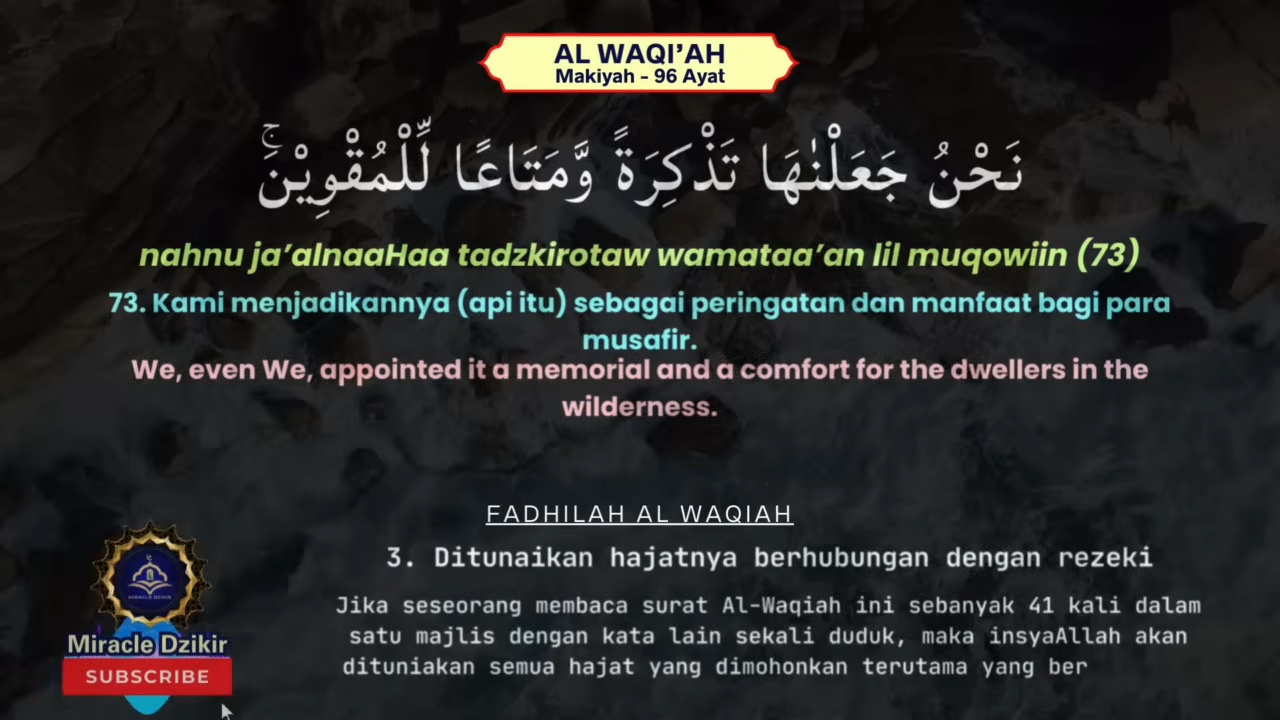 AL WAQI'AH
Makiyah - 96 Ayat
نَحْنُ جَعَلْنٰهَا تَذْكِرَةً وَّمَتَاعًا لِّلْمُقْوِيْنَۚ
nahnu ja'alnaaHaa tadzkirotaw wamataa'an lil muqowiin (73)
73. Kami menjadikannya (api itu) sebagai peringatan dan manfaat bagi para
musafir.
We, even We, appointed it a memorial and a comfort for the dwellers in the
wilderness.
FADHILAH AL WAQIAH
3. Ditunaikan hajatnya berhubungan dengan rezeki
Jika seseorang membaca surat Al-Waqiah ini sebanyak 41 kali dalam
satu majlis dengan kata lain sekali duduk, maka insyaAllah akan
dituniakan semua hajat yang dimohonkan terutama yang ber
MIRACLE DZIKIR
Miracle Dzikir
SUBSCRIBE